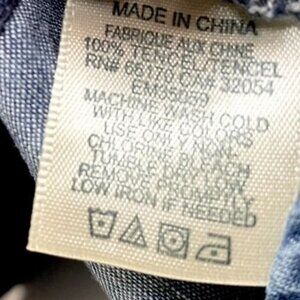 MADE IN CHINA
FABRIQUE AUX CHINE
100% TENCEL/TENCEL
RN# 66170 CA# 32054
MACHINE WASH COLD
WITH LIKE COLORS
USE ONLY NON
CHLORINE BLEACH
TUMBLE DRY LOW
REMOVE PROMPTLY
LOW IRON IF NEEDED